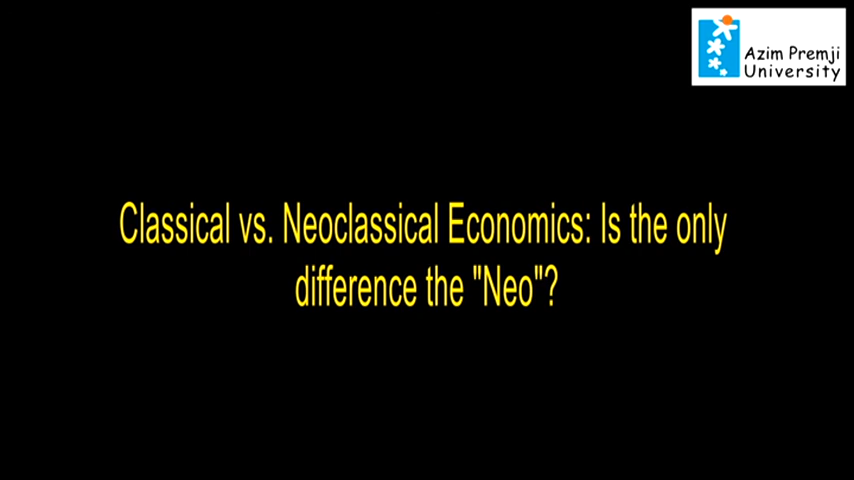 Azim Premji
University
Classical vs. Neoclassical Economics: Is the only
difference the "Neo"?